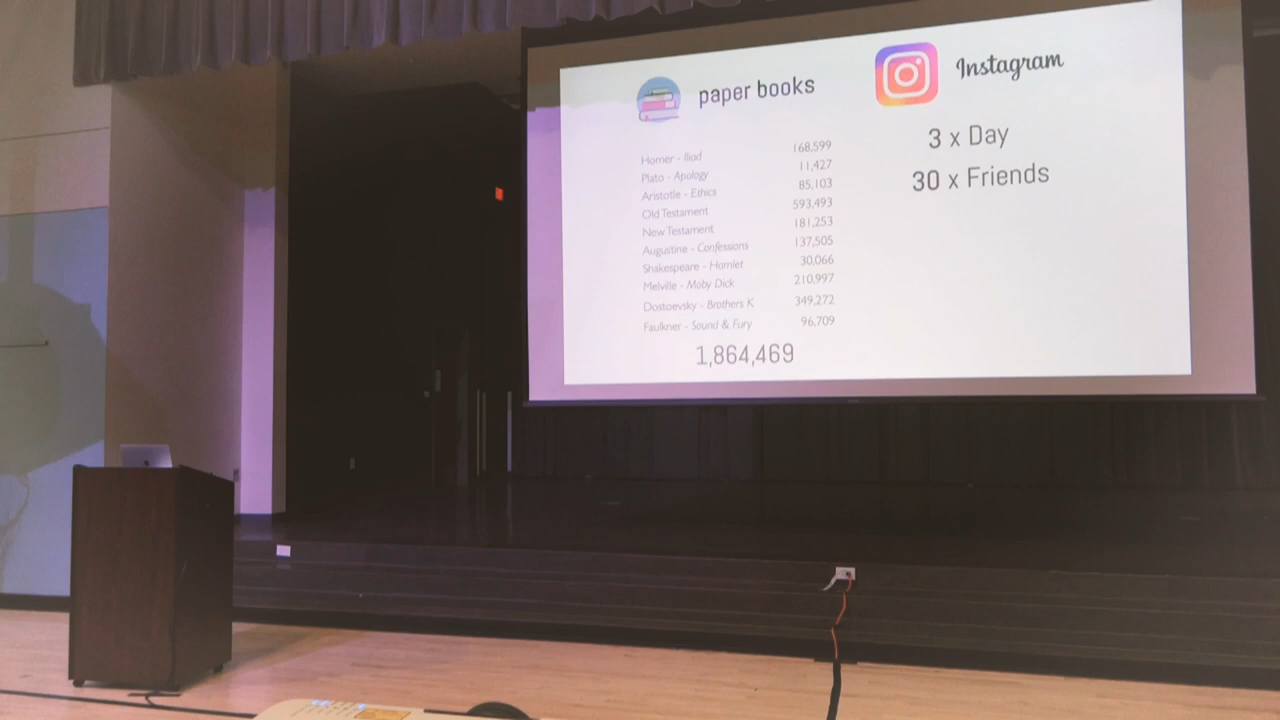 paper books
Homer - Iliad 168,599
Plato - Apology 11,427
Aristotle - Ethics 85,103
Old Testament 593,493
New Testament 181,253
Augustine - Confessions 137,505
Shakespeare - Hamlet 30,066
Melville - Moby Dick 210,997
Dostoevsky - Brothers K 349,272
Faulkner - Sound & Fury 96,709
1,864,469
Instagram
3 x Day
30 x Friends